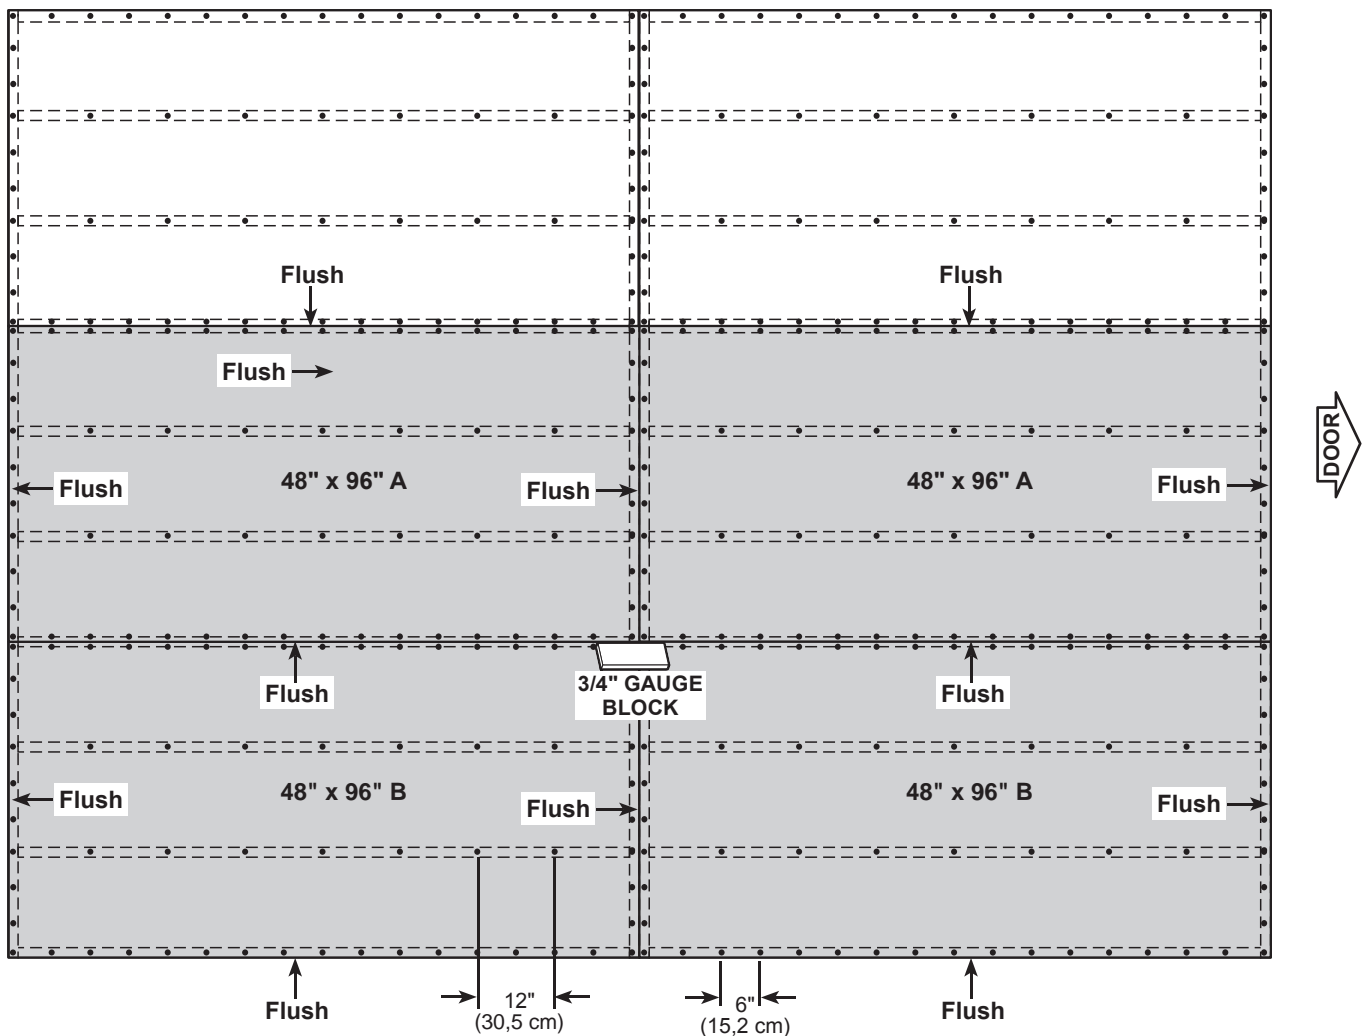 Flush
Flush
Flush
DOOR
Flush
48" x 96" A
Flush
48" x 96" A
Flush
Flush
3/4" GAUGE
BLOCK
Flush
Flush
48" x 96" B
Flush
48" x 96" B
Flush
Flush
12"
(30,5 cm)
6"
(15,2 cm)
Flush